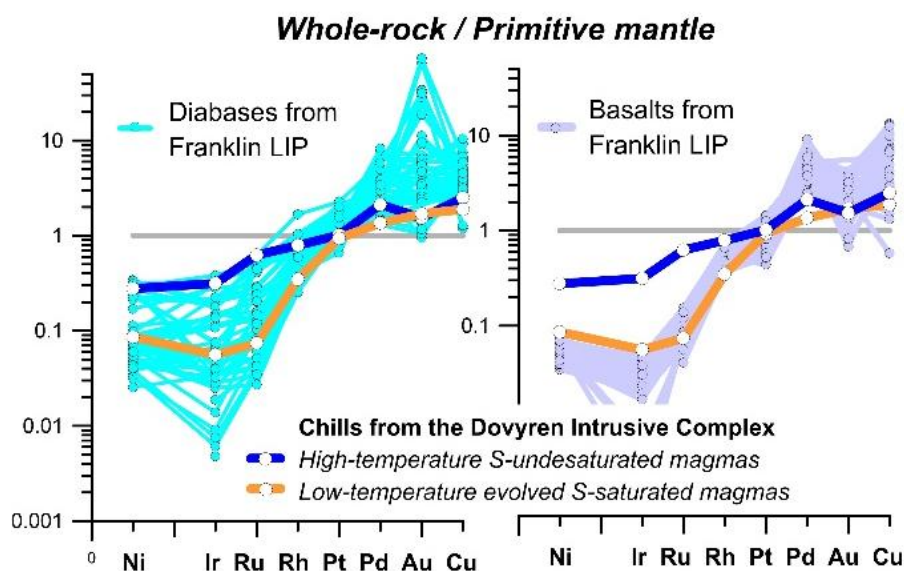 Whole-rock / Primitive mantle
Diabases from
Franklin LIP
10
1
0.1
0.01
0.001
0
Ni Ir Ru Rh Pt Pd Au Cu
Basalts from
Franklin LIP
10
1
0.1
Chills from the Dovyren Intrusive Complex
High-temperature S-undesaturated magmas
Low-temperature evolved S-saturated magmas
Ni Ir Ru Rh Pt Pd Au Cu